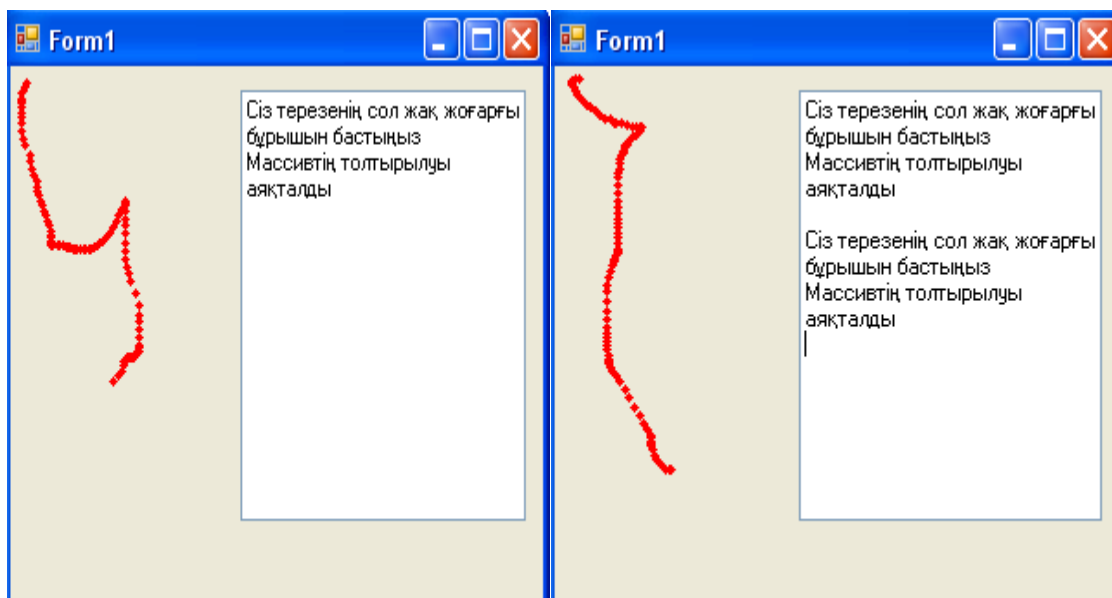 Form1
Сіз терезенің сол жақ жоғарғы
бұрышын бастыңыз
Массивтің толтырылуы
аяқталды
Form1
Сіз терезенің сол жақ жоғарғы
бұрышын бастыңыз
Массивтің толтырылуы
аяқталды
Сіз терезенің сол жақ жоғарғы
бұрышын бастыңыз
Массивтің толтырылуы
аяқталды